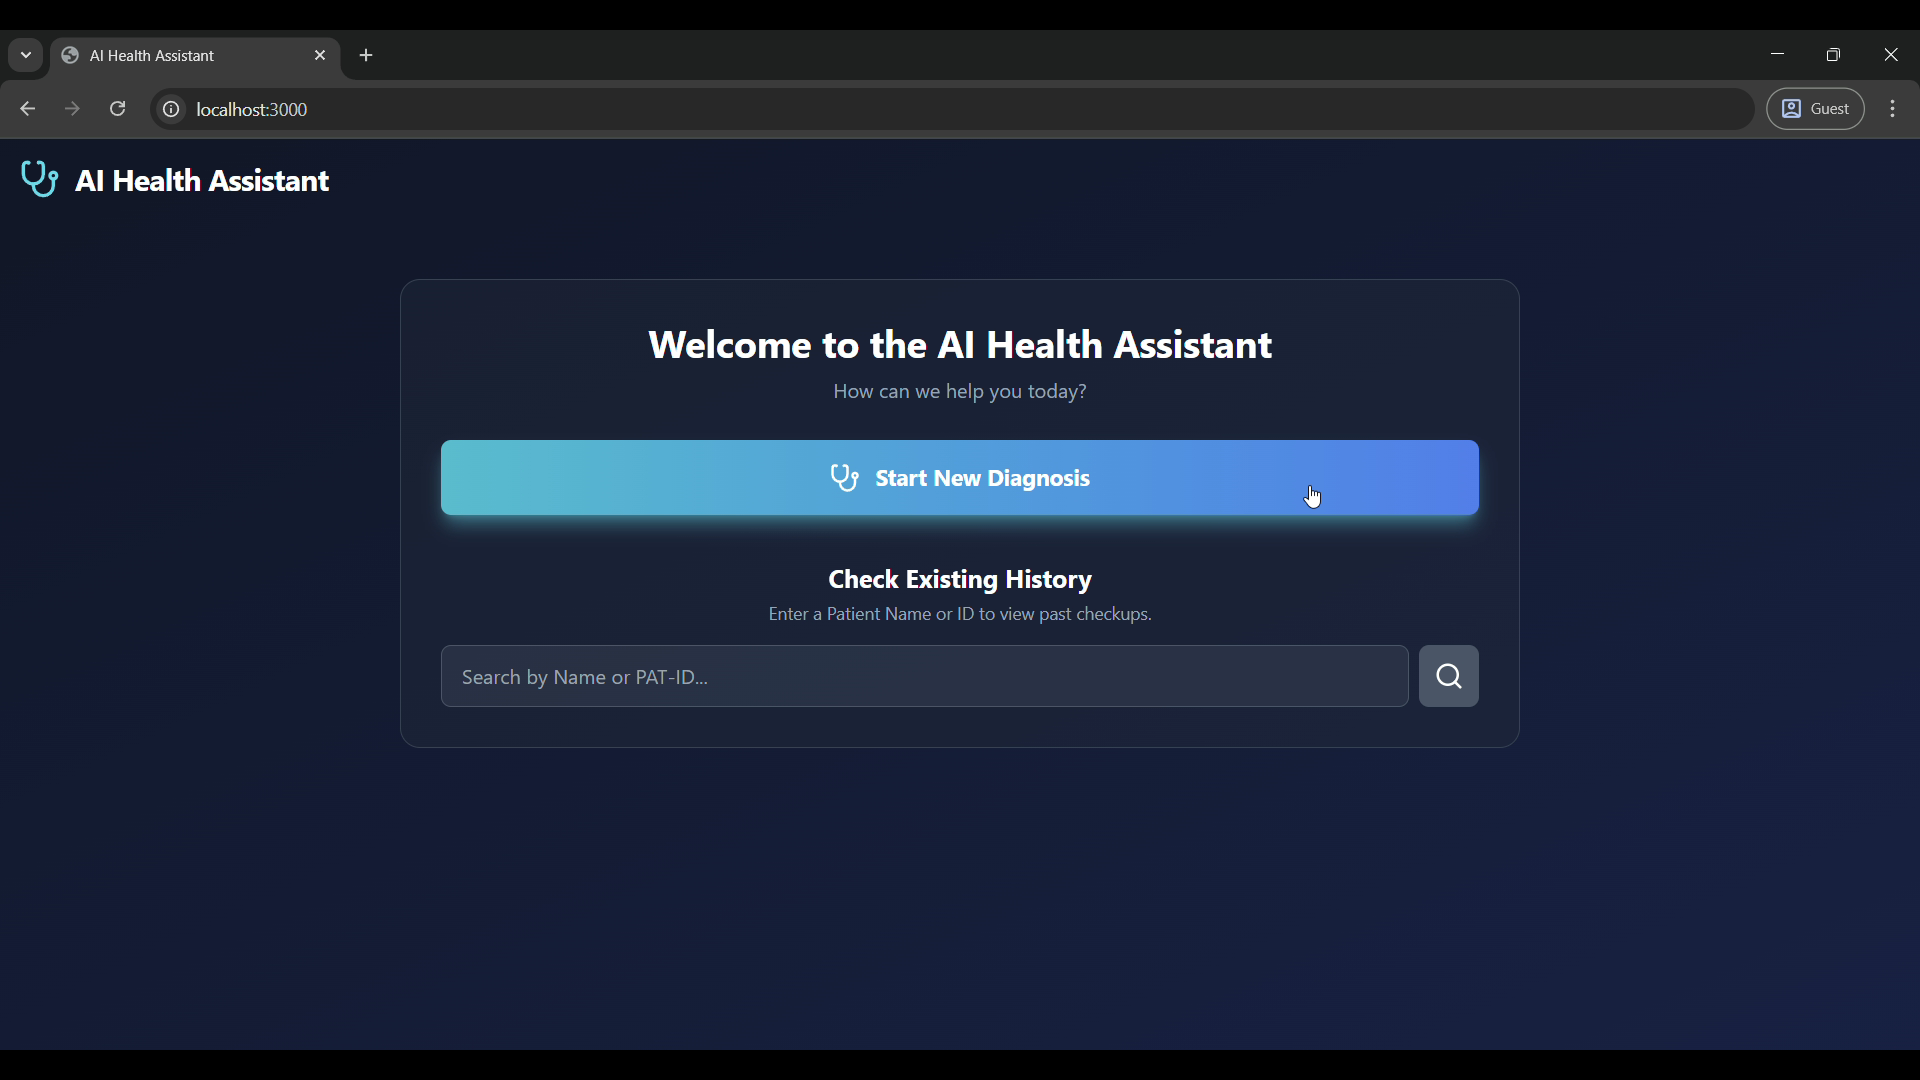 AI Health Assistant
localhost:3000
Guest
AI Health Assistant
Welcome to the AI Health Assistant
How can we help you today?
Start New Diagnosis
Check Existing History
Enter a Patient Name or ID to view past checkups.
Search by Name or PAT-ID...